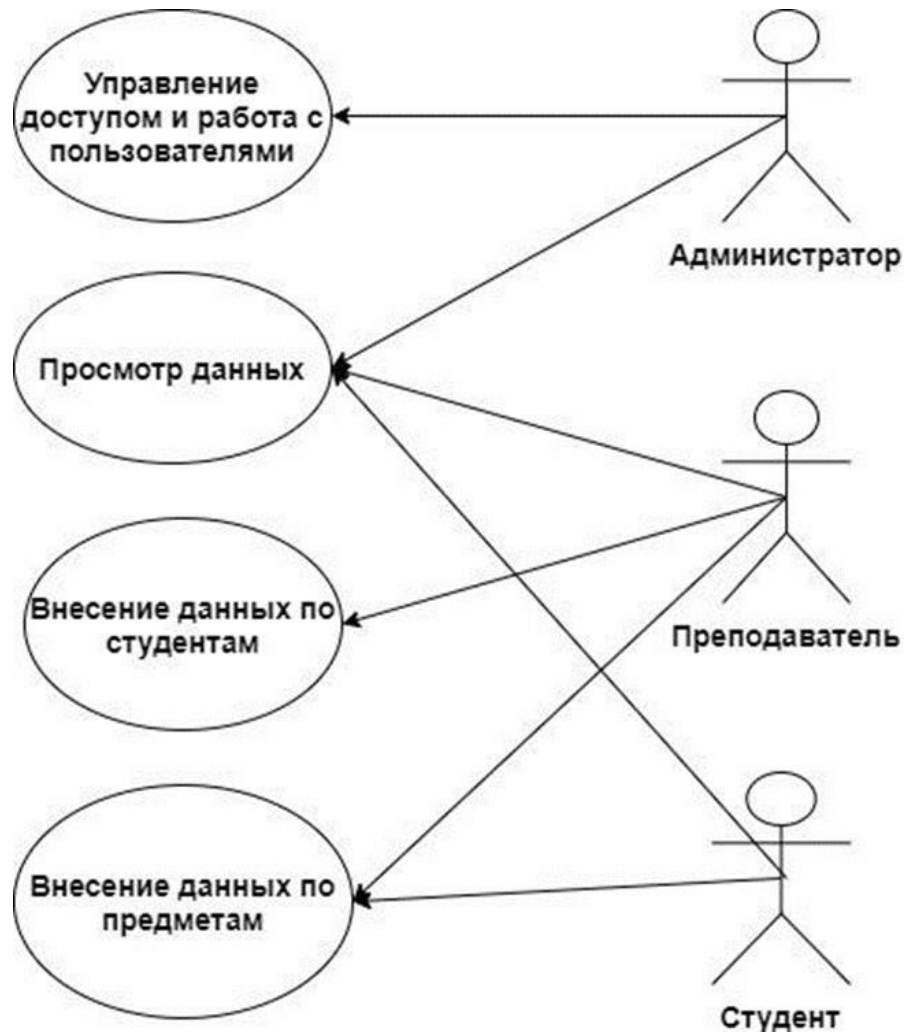 Управление
доступом и работа с
пользователями
Администратор
Просмотр данных
Преподаватель
Внесение данных по
студентам
Внесение данных по
предметам
Студент